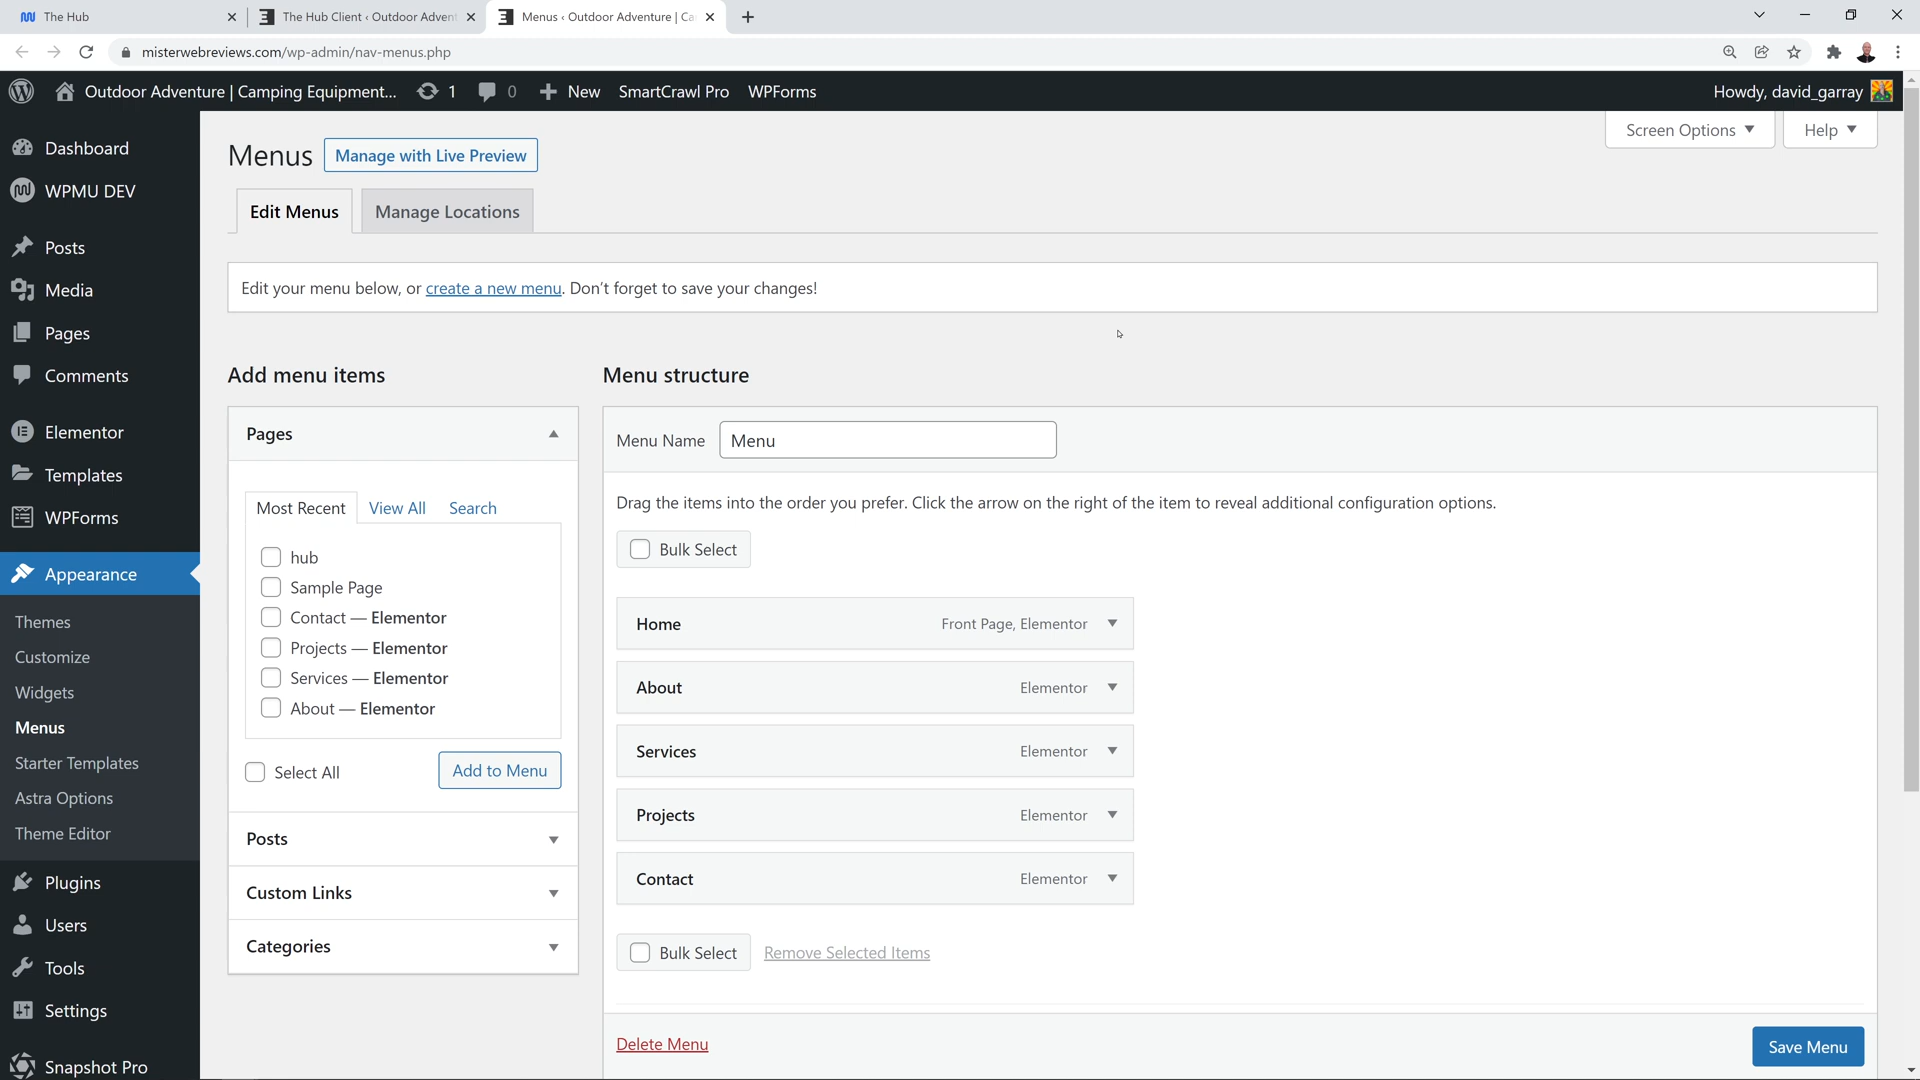 The Hub
The Hub Client ‹ Outdoor Advent
Menus ‹ Outdoor Adventure | Ca
misterwebreviews.com/wp-admin/nav-menus.php
Outdoor Adventure | Camping Equipment...
1
0
New
SmartCrawl Pro
WPForms
Howdy, david_garray
Dashboard
WPMU DEV
Posts
Media
Pages
Comments
Elementor
Templates
WPForms
Appearance
Themes
Customize
Widgets
Menus
Starter Templates
Astra Options
Theme Editor
Plugins
Users
Tools
Settings
Snapshot Pro
Screen Options
Help
Menus
Manage with Live Preview
Edit Menus
Manage Locations
Edit your menu below, or create a new menu. Don’t forget to save your changes!
Add menu items
Pages
Most Recent
View All
Search
hub
Sample Page
Contact — Elementor
Projects — Elementor
Services — Elementor
About — Elementor
Select All
Add to Menu
Posts
Custom Links
Categories
Menu structure
Menu Name
Menu
Drag the items into the order you prefer. Click the arrow on the right of the item to reveal additional configuration options.
Bulk Select
Home
Front Page, Elementor
About
Elementor
Services
Elementor
Projects
Elementor
Contact
Elementor
Bulk Select
Remove Selected Items
Delete Menu
Save Menu